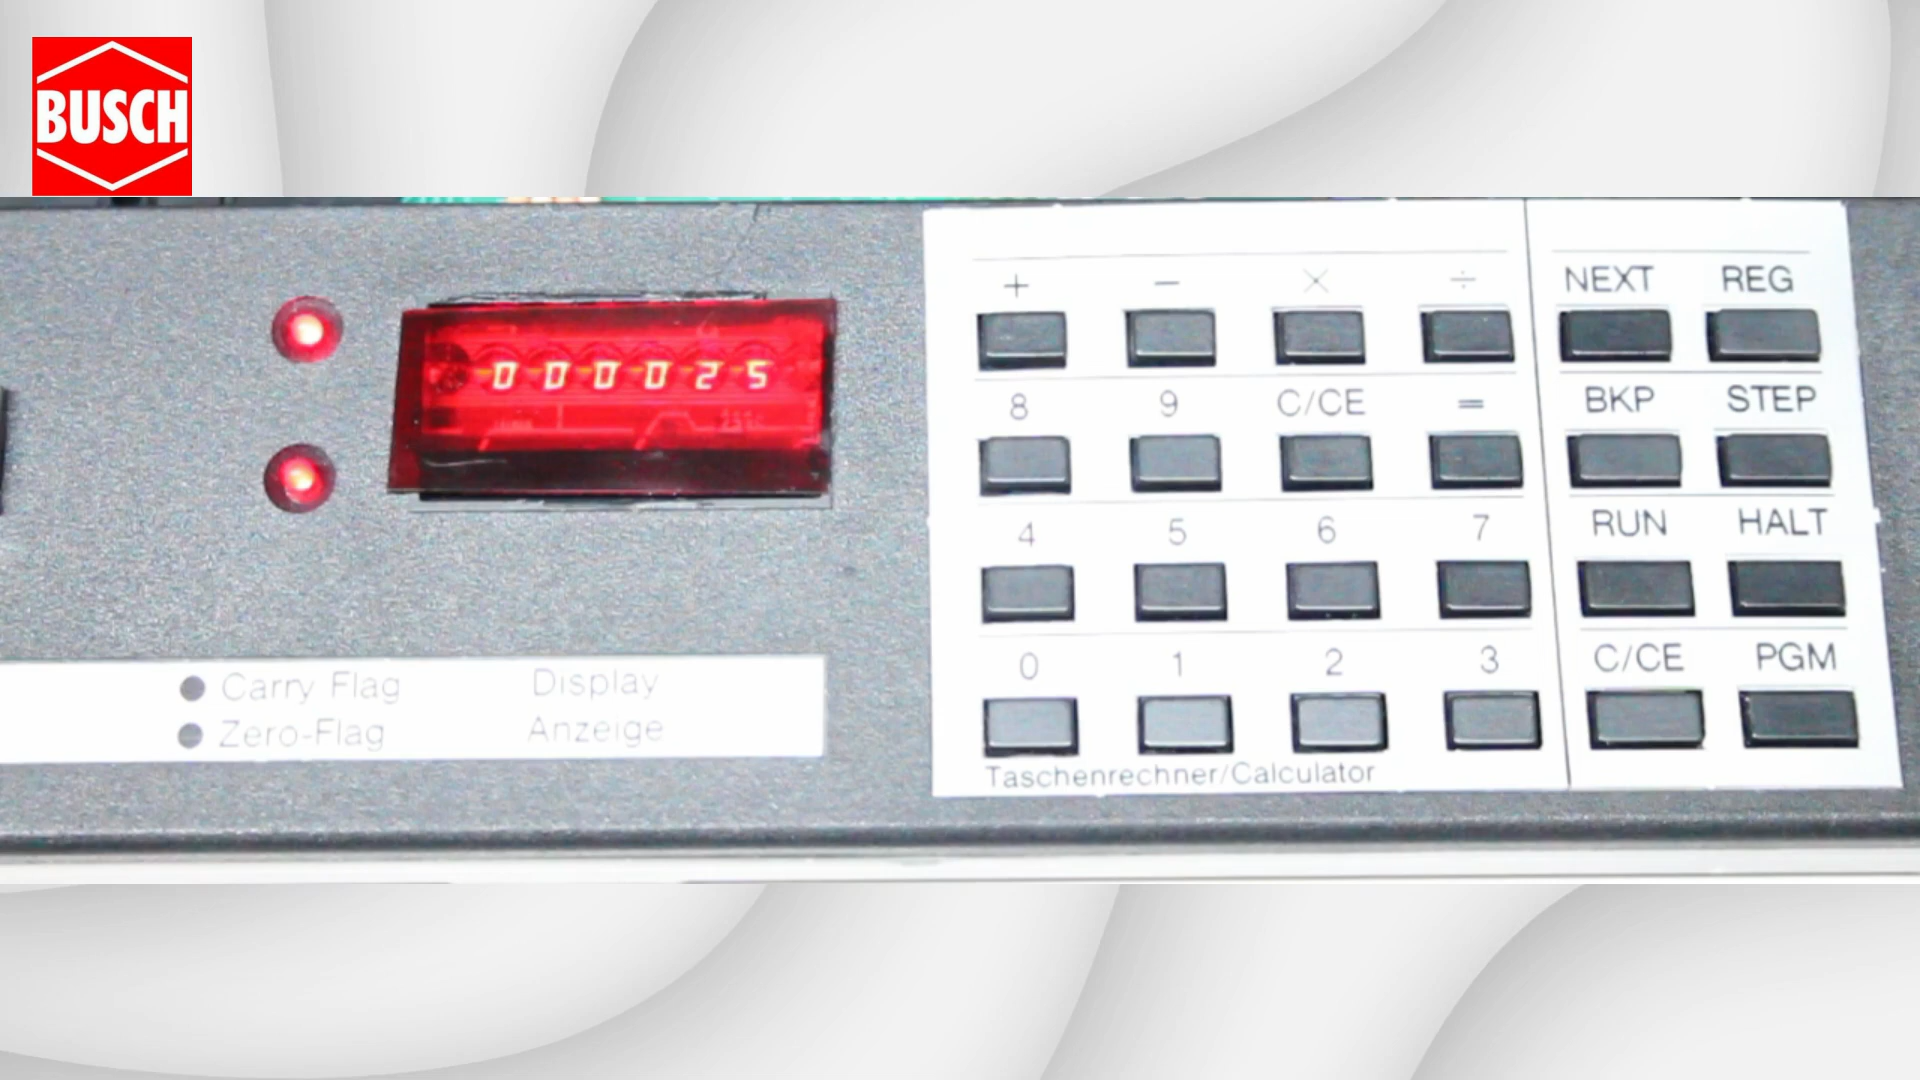 BUSCH
000025
+ - × ÷
8 9 C/CE =
4 5 6 7
0 1 2 3
Taschenrechner/Calculator
NEXT REG
BKP STEP
RUN HALT
C/CE PGM
Carry Flag Display
Zero-Flag Anzeige